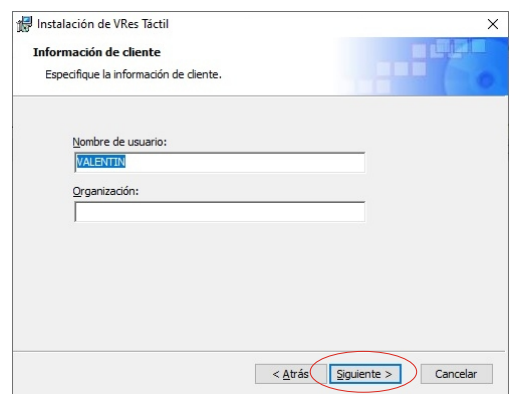 Instalación de VRes Táctil
Información de cliente
Especifique la información de cliente.
Nombre de usuario:
VALENTIN
Organización:
< Atrás
Siguiente >
Cancelar